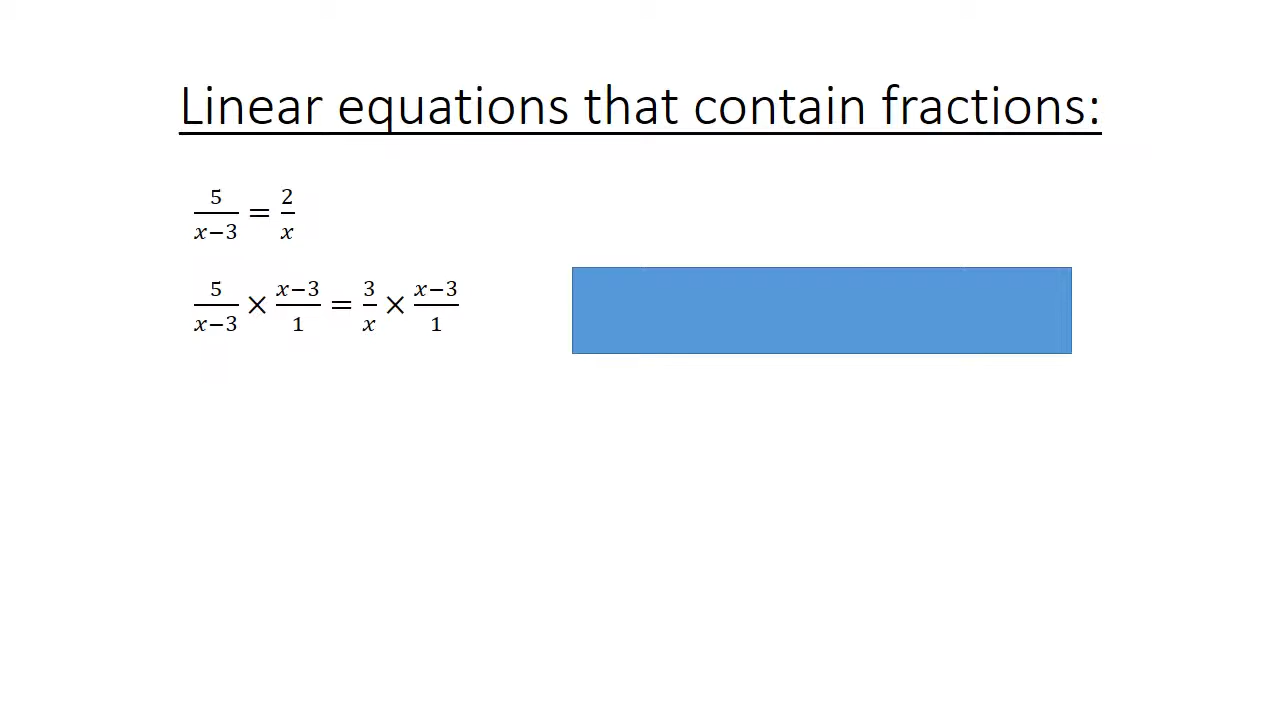 Linear equations that contain fractions:
5/(x−3) = 2/x
5/(x−3) × (x−3)/1 = 3/x × (x−3)/1